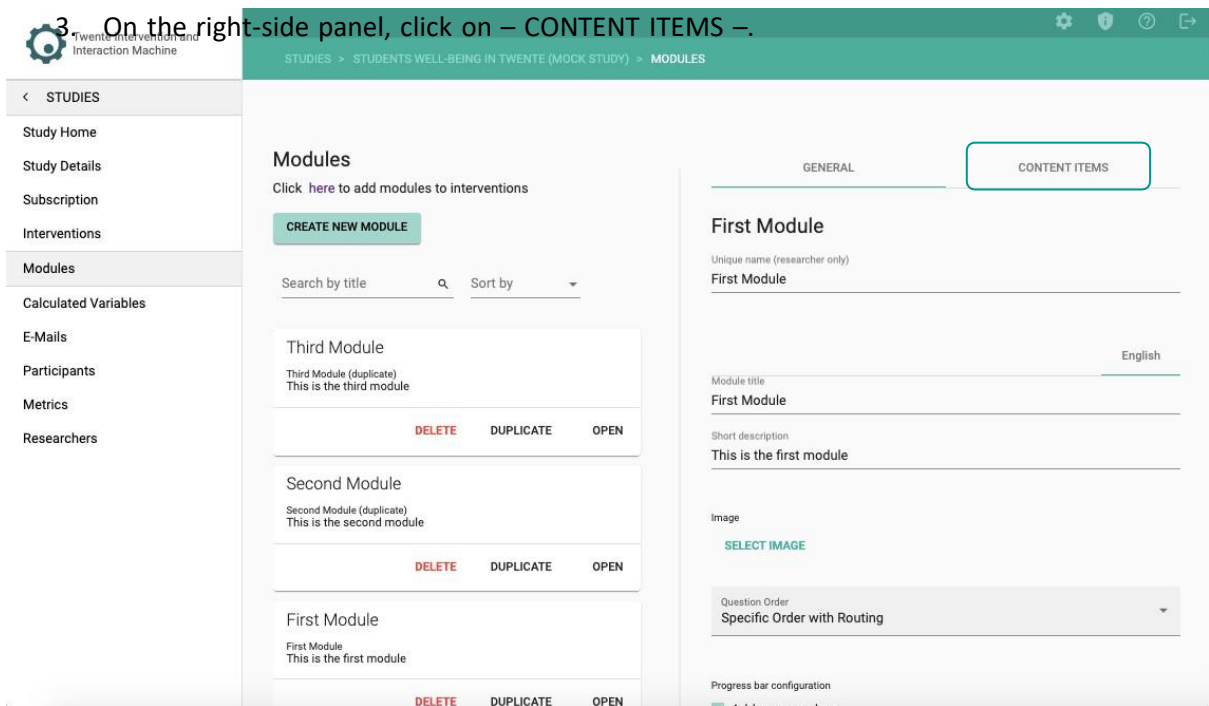 3. On the right-side panel, click on – CONTENT ITEMS –.
Twente Intervention and
Interaction Machine
STUDIES > STUDENTS WELL-BEING IN TWENTE (MOCK STUDY) > MODULES
< STUDIES
Study Home
Study Details
Subscription
Interventions
Modules
Calculated Variables
E-Mails
Participants
Metrics
Researchers
Modules
Click here to add modules to interventions
CREATE NEW MODULE
Search by title
Sort by
Third Module
Third Module (duplicate)
This is the third module
DELETE DUPLICATE OPEN
Second Module
Second Module (duplicate)
This is the second module
DELETE DUPLICATE OPEN
First Module
First Module
This is the first module
DELETE DUPLICATE OPEN
GENERAL
CONTENT ITEMS
First Module
Unique name (researcher only)
First Module
English
Module title
First Module
Short description
This is the first module
Image
SELECT IMAGE
Question Order
Specific Order with Routing
Progress bar configuration